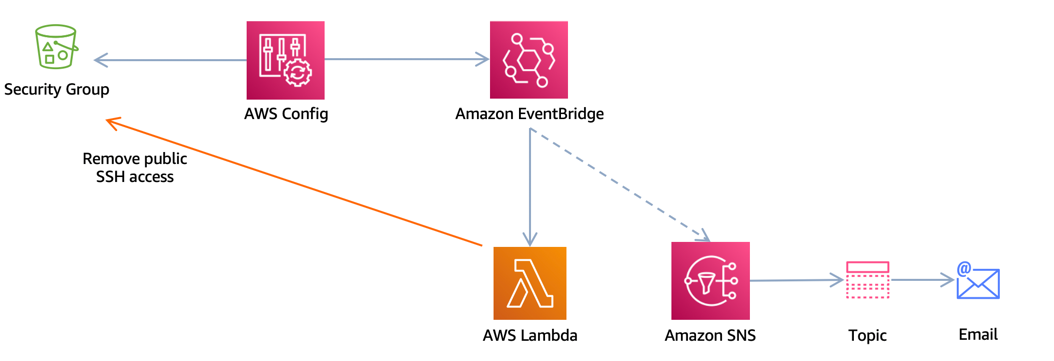 Security Group
AWS Config
Amazon EventBridge
Remove public
SSH access
AWS Lambda
Amazon SNS
Topic
@
Email